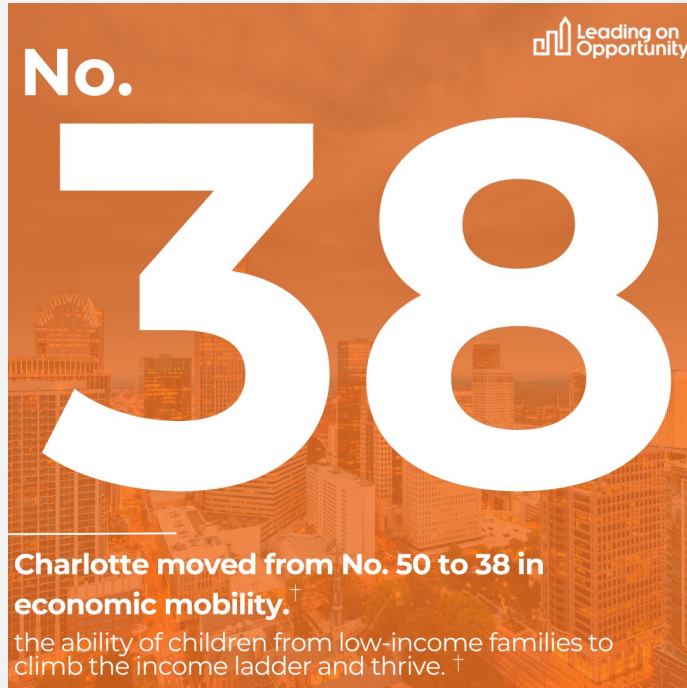 Leading on
Opportunity
No.
38
Charlotte moved from No. 50 to 38 in
economic mobility.†
the ability of children from low-income families to
climb the income ladder and thrive. †